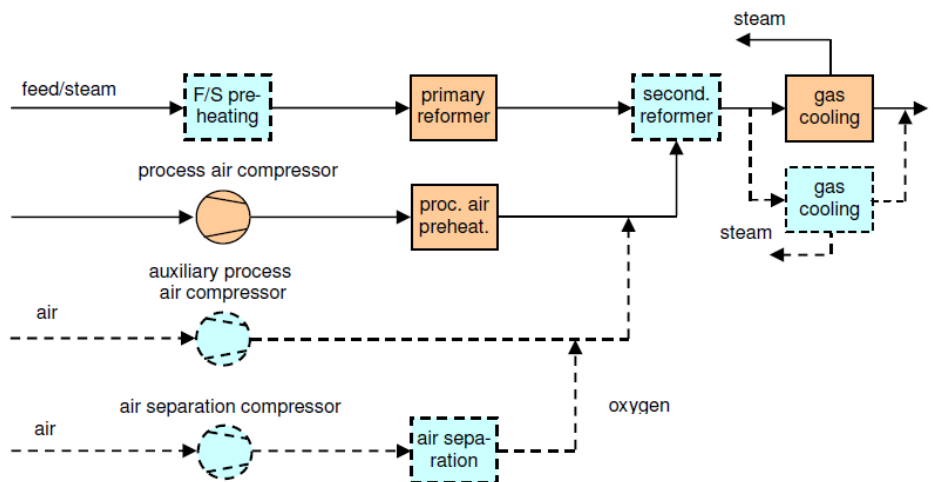 steam
feed/steam
F/S pre-
heating
primary
reformer
second.
reformer
gas
cooling
process air compressor
proc. air
preheat.
gas
cooling
steam
auxiliary process
air compressor
air
air separation compressor
oxygen
air
air sepa-
ration